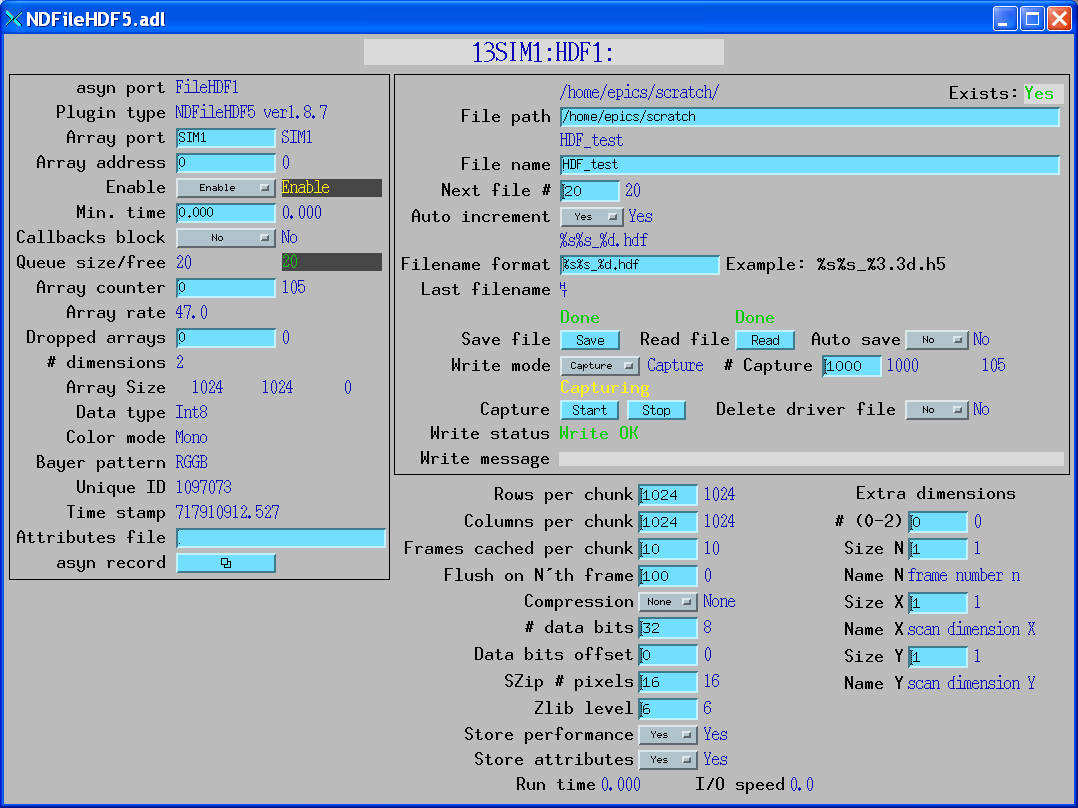 NDFileHDF5.adl
13SIM1:HDF1:
asyn port FileHDF1
Plugin type NDFileHDF5 ver1.8.7
Array port SIM1 SIM1
Array address 0 0
Enable Enable Enable
Min. time 0.000 0.000
Callbacks block No No
Queue size/free 20 20
Array counter 0 105
Array rate 47.0
Dropped arrays 0 0
# dimensions 2
Array Size 1024 1024 0
Data type Int8
Color mode Mono
Bayer pattern RGGB
Unique ID 1097073
Time stamp 717910912.527
Attributes file
asyn record
/home/epics/scratch/ Exists: Yes
File path /home/epics/scratch
HDF_test
File name HDF_test
Next file # 20 20
Auto increment Yes Yes
%s%s_%d.hdf
Filename format %s%s_%d.hdf Example: %s%s_%3.3d.h5
Last filename
Done Done
Save file Save Read file Read Auto save No No
Write mode Capture Capture # Capture 1000 1000 105
Capturing
Capture Start Stop Delete driver file No No
Write status Write OK
Write message
Rows per chunk 1024 1024
Columns per chunk 1024 1024
Frames cached per chunk 10 10
Flush on N'th frame 100 0
Compression None None
# data bits 32 8
Data bits offset 0 0
SZip # pixels 16 16
Zlib level 6 6
Store performance Yes Yes
Store attributes Yes Yes
Run time 0.000 I/O speed 0.0
Extra dimensions
# (0-2) 0 0
Size N 1 1
Name N frame number n
Size X 1 1
Name X scan dimension X
Size Y 1 1
Name Y scan dimension Y